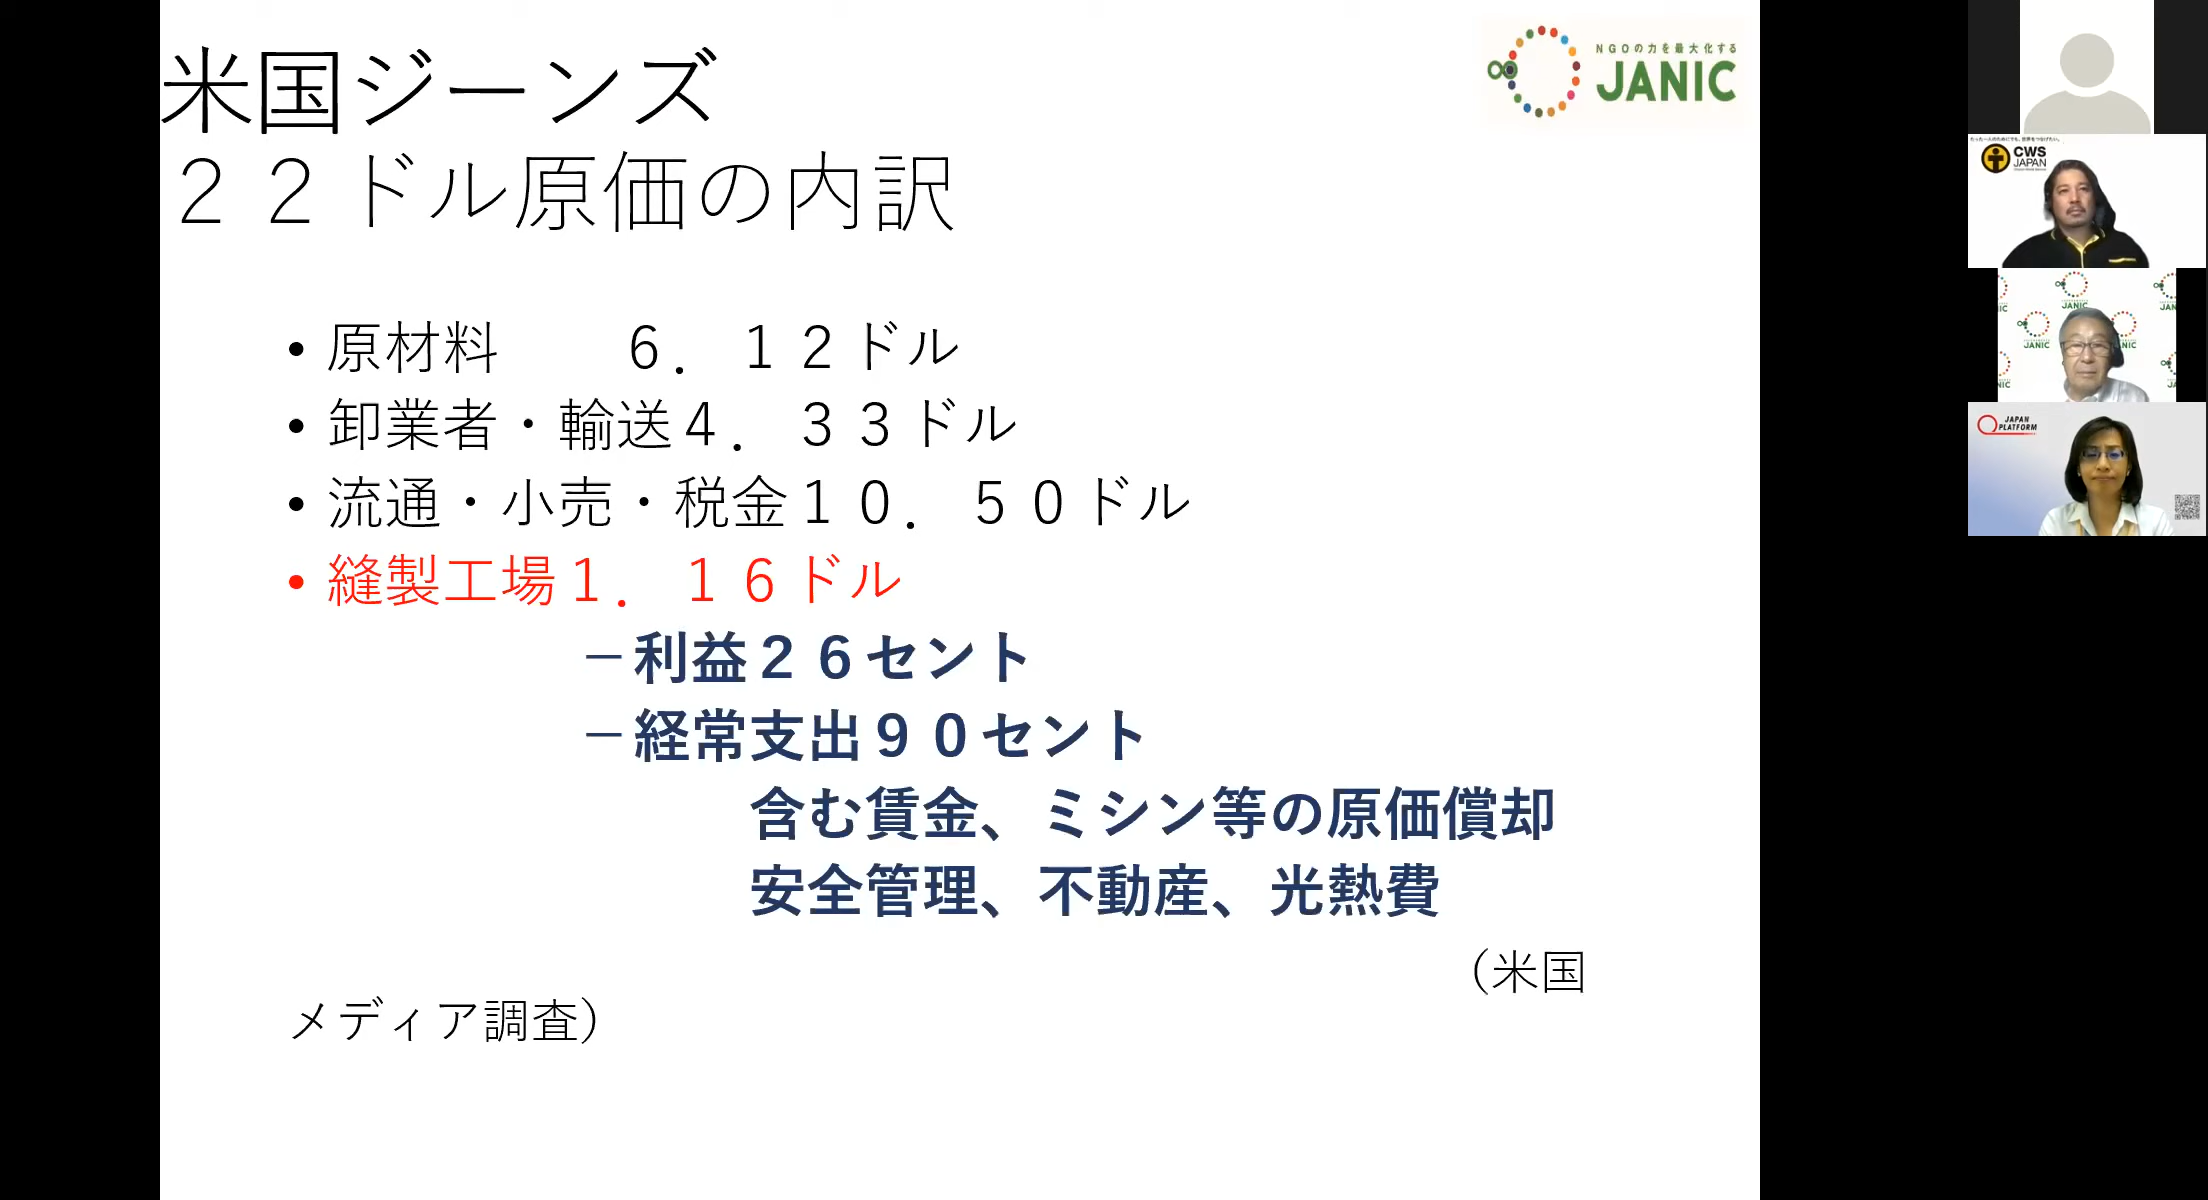 米国ジーンズ
２２ドル原価の内訳
NGOの力を最大化する
JANIC
• 原材料　　６．１２ドル
• 卸業者・輸送４．３３ドル
• 流通・小売・税金１０．５０ドル
• 縫製工場１．１６ドル
－利益２６セント
－経常支出９０セント
含む賃金、ミシン等の原価償却
安全管理、不動産、光熱費
（米国
メディア調査）
CWS
JAPAN
JANIC
JANIC
JAPAN
PLATFORM